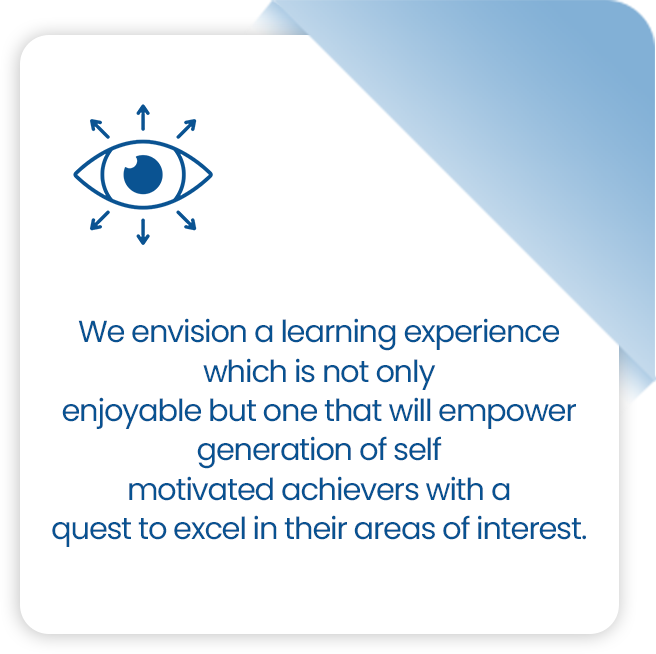 We envision a learning experience
which is not only
enjoyable but one that will empower
generation of self
motivated achievers with a
quest to excel in their areas of interest.